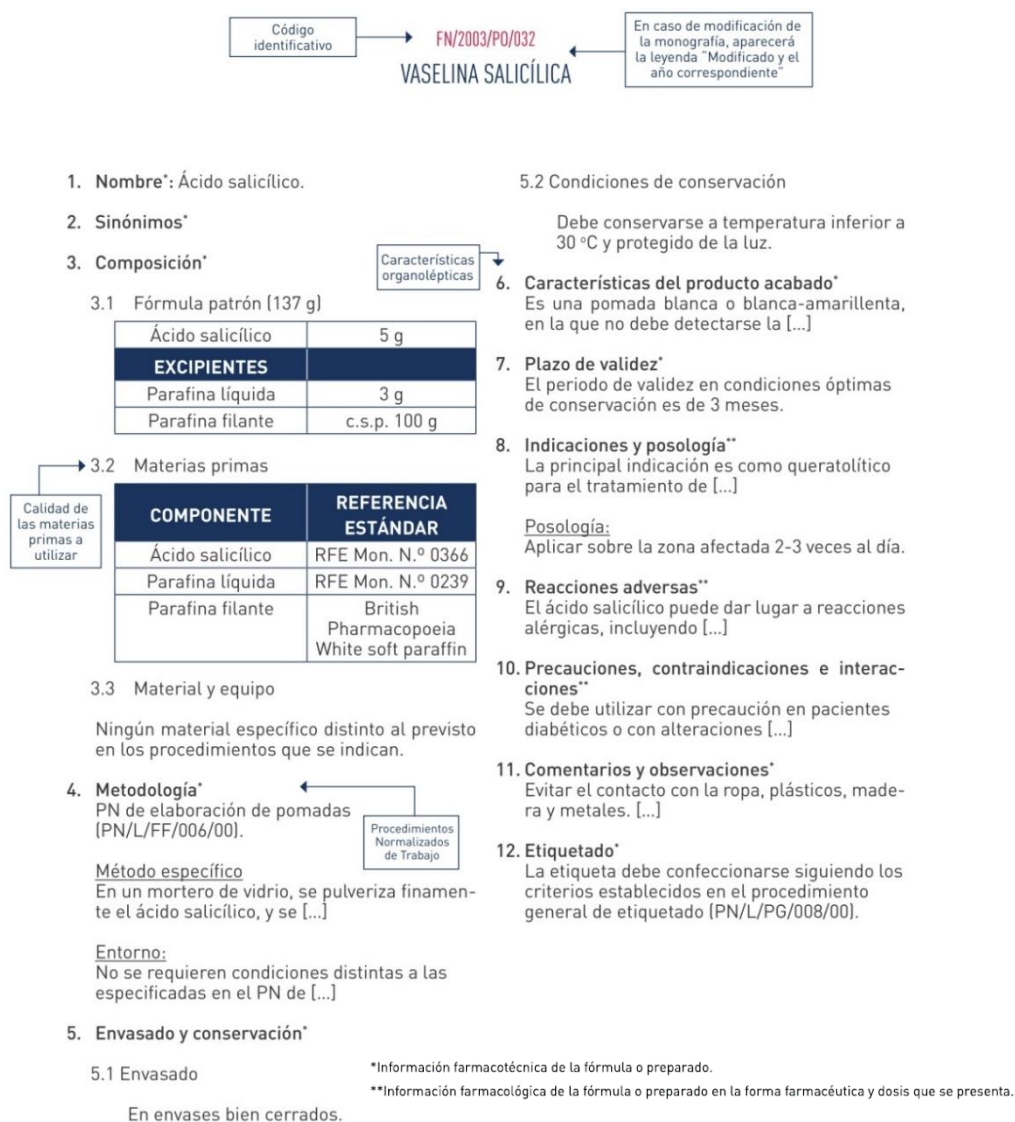 Código
identificativo
FN/2003/PO/032
VASELINA SALICÍLICA
En caso de modificación de
la monografía, aparecerá
la leyenda "Modificado y el
año correspondiente"
1. Nombre*: Ácido salicílico.
2. Sinónimos*
3. Composición*
3.1 Fórmula patrón (137 g)
Ácido salicílico 5 g
EXCIPIENTES
Parafina líquida 3 g
Parafina filante c.s.p. 100 g
3.2 Materias primas
Calidad de
las materias
primas a
utilizar
COMPONENTE REFERENCIA
ESTÁNDAR
Ácido salicílico RFE Mon. N.º 0366
Parafina líquida RFE Mon. N.º 0239
Parafina filante British
Pharmacopoeia
White soft paraffin
3.3 Material y equipo
Ningún material específico distinto al previsto
en los procedimientos que se indican.
4. Metodología*
PN de elaboración de pomadas
(PN/L/FF/006/00).
Procedimientos
Normalizados
de Trabajo
Método específico
En un mortero de vidrio, se pulveriza finamen-
te el ácido salicílico, y se [...]
Entorno:
No se requieren condiciones distintas a las
especificadas en el PN de [...]
5. Envasado y conservación*
5.1 Envasado
En envases bien cerrados.
5.2 Condiciones de conservación
Debe conservarse a temperatura inferior a
30 ºC y protegido de la luz.
Características
organolépticas
6. Características del producto acabado*
Es una pomada blanca o blanca-amarillenta,
en la que no debe detectarse la [...]
7. Plazo de validez*
El periodo de validez en condiciones óptimas
de conservación es de 3 meses.
8. Indicaciones y posología**
La principal indicación es como queratolítico
para el tratamiento de [...]
Posología:
Aplicar sobre la zona afectada 2-3 veces al día.
9. Reacciones adversas**
El ácido salicílico puede dar lugar a reacciones
alérgicas, incluyendo [...]
10. Precauciones, contraindicaciones e interac-
ciones**
Se debe utilizar con precaución en pacientes
diabéticos o con alteraciones [...]
11. Comentarios y observaciones*
Evitar el contacto con la ropa, plásticos, made-
ra y metales. [...]
12. Etiquetado*
La etiqueta debe confeccionarse siguiendo los
criterios establecidos en el procedimiento
general de etiquetado (PN/L/PG/008/00).
*Información farmacotécnica de la fórmula o preparado.
**Información farmacológica de la fórmula o preparado en la forma farmacéutica y dosis que se presenta.